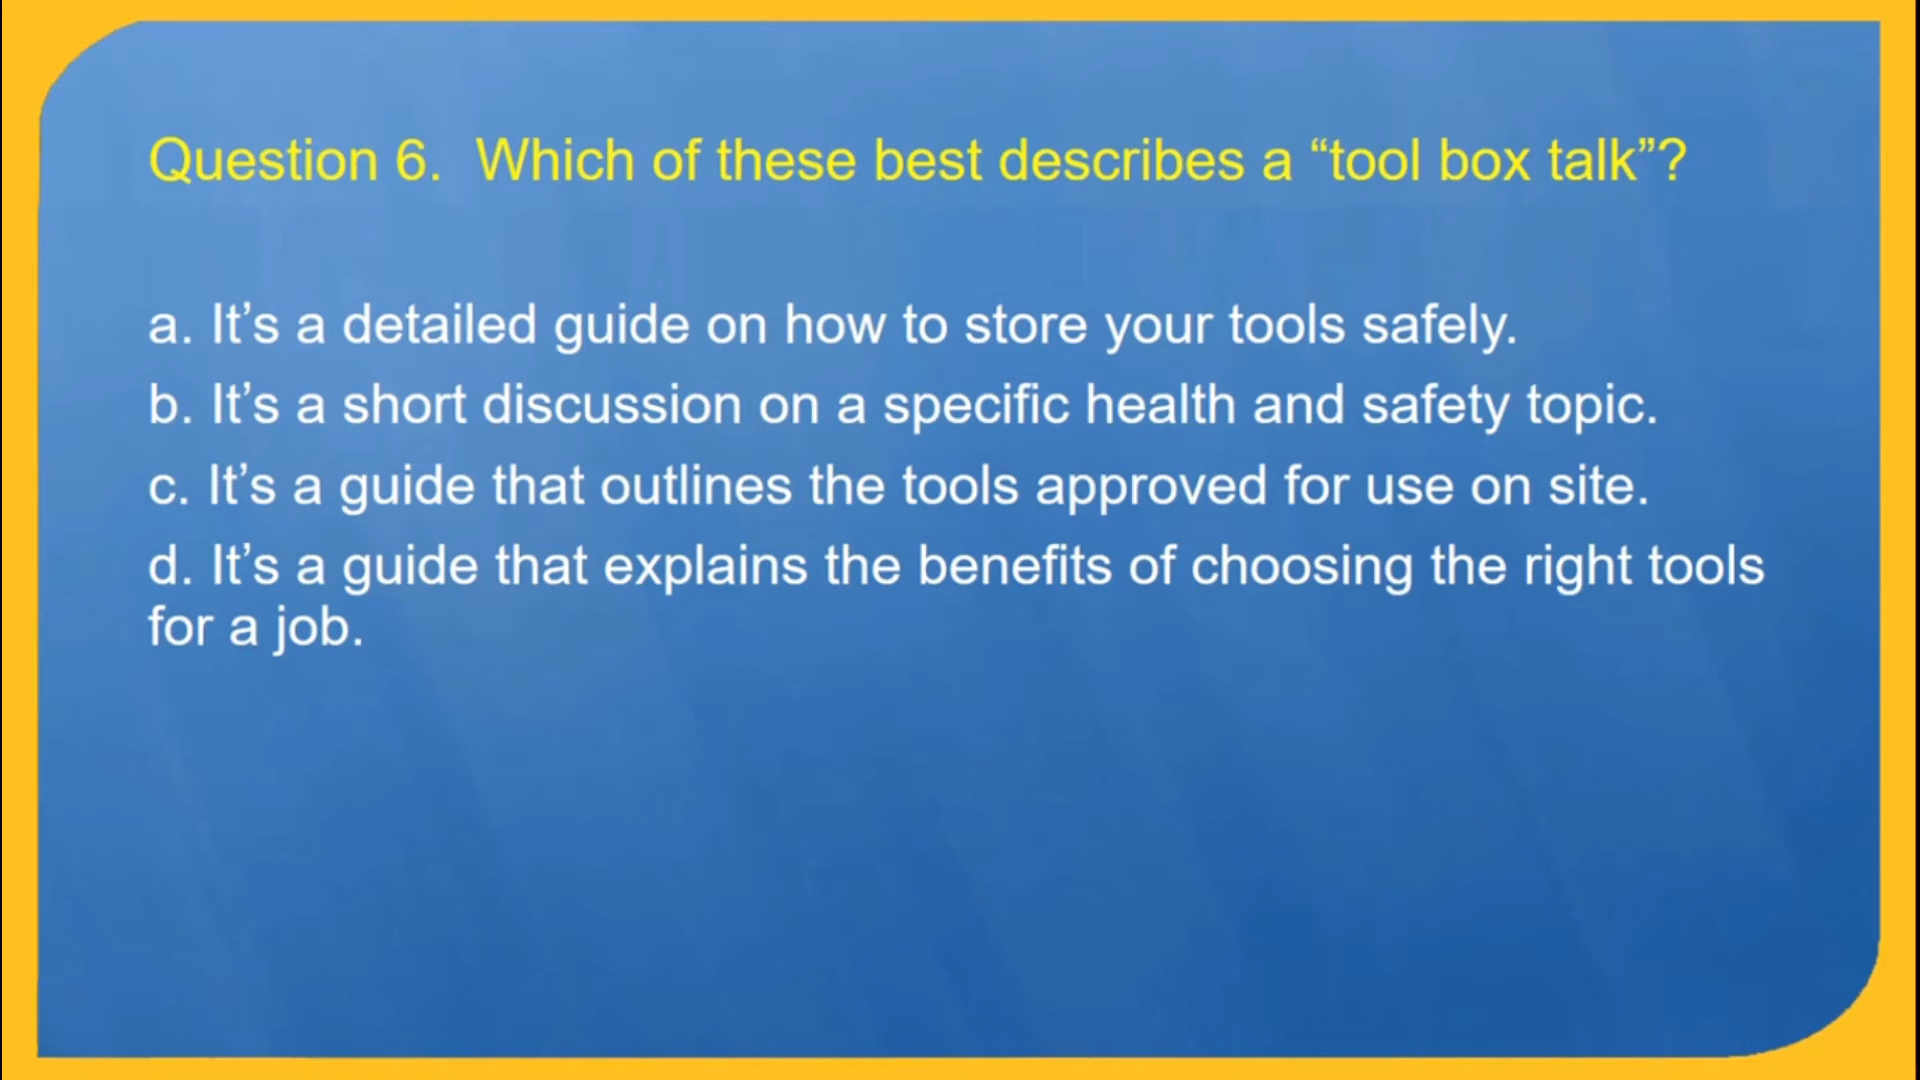 Question 6.  Which of these best describes a “tool box talk”?
a. It’s a detailed guide on how to store your tools safely.
b. It’s a short discussion on a specific health and safety topic.
c. It’s a guide that outlines the tools approved for use on site.
d. It’s a guide that explains the benefits of choosing the right tools
for a job.